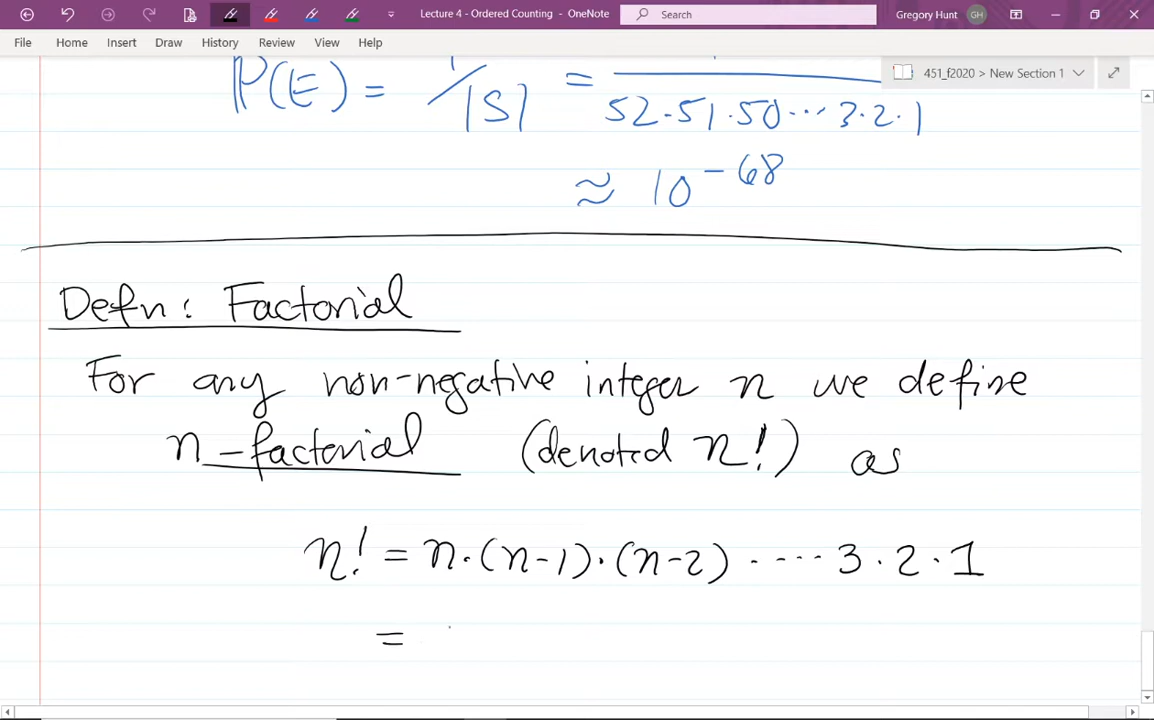 Lecture 4 - Ordered Counting - OneNote
Search
Gregory Hunt GH
File Home Insert Draw History Review View Help
451_f2020 > New Section 1
P(E) = 1/|S| =
52·51·50···3·2·1
≈ 10^-68
Defn: Factorial
For any non-negative integer n we define
n-factorial (denoted n!) as
n! = n·(n-1)·(n-2)·····3·2·1
=